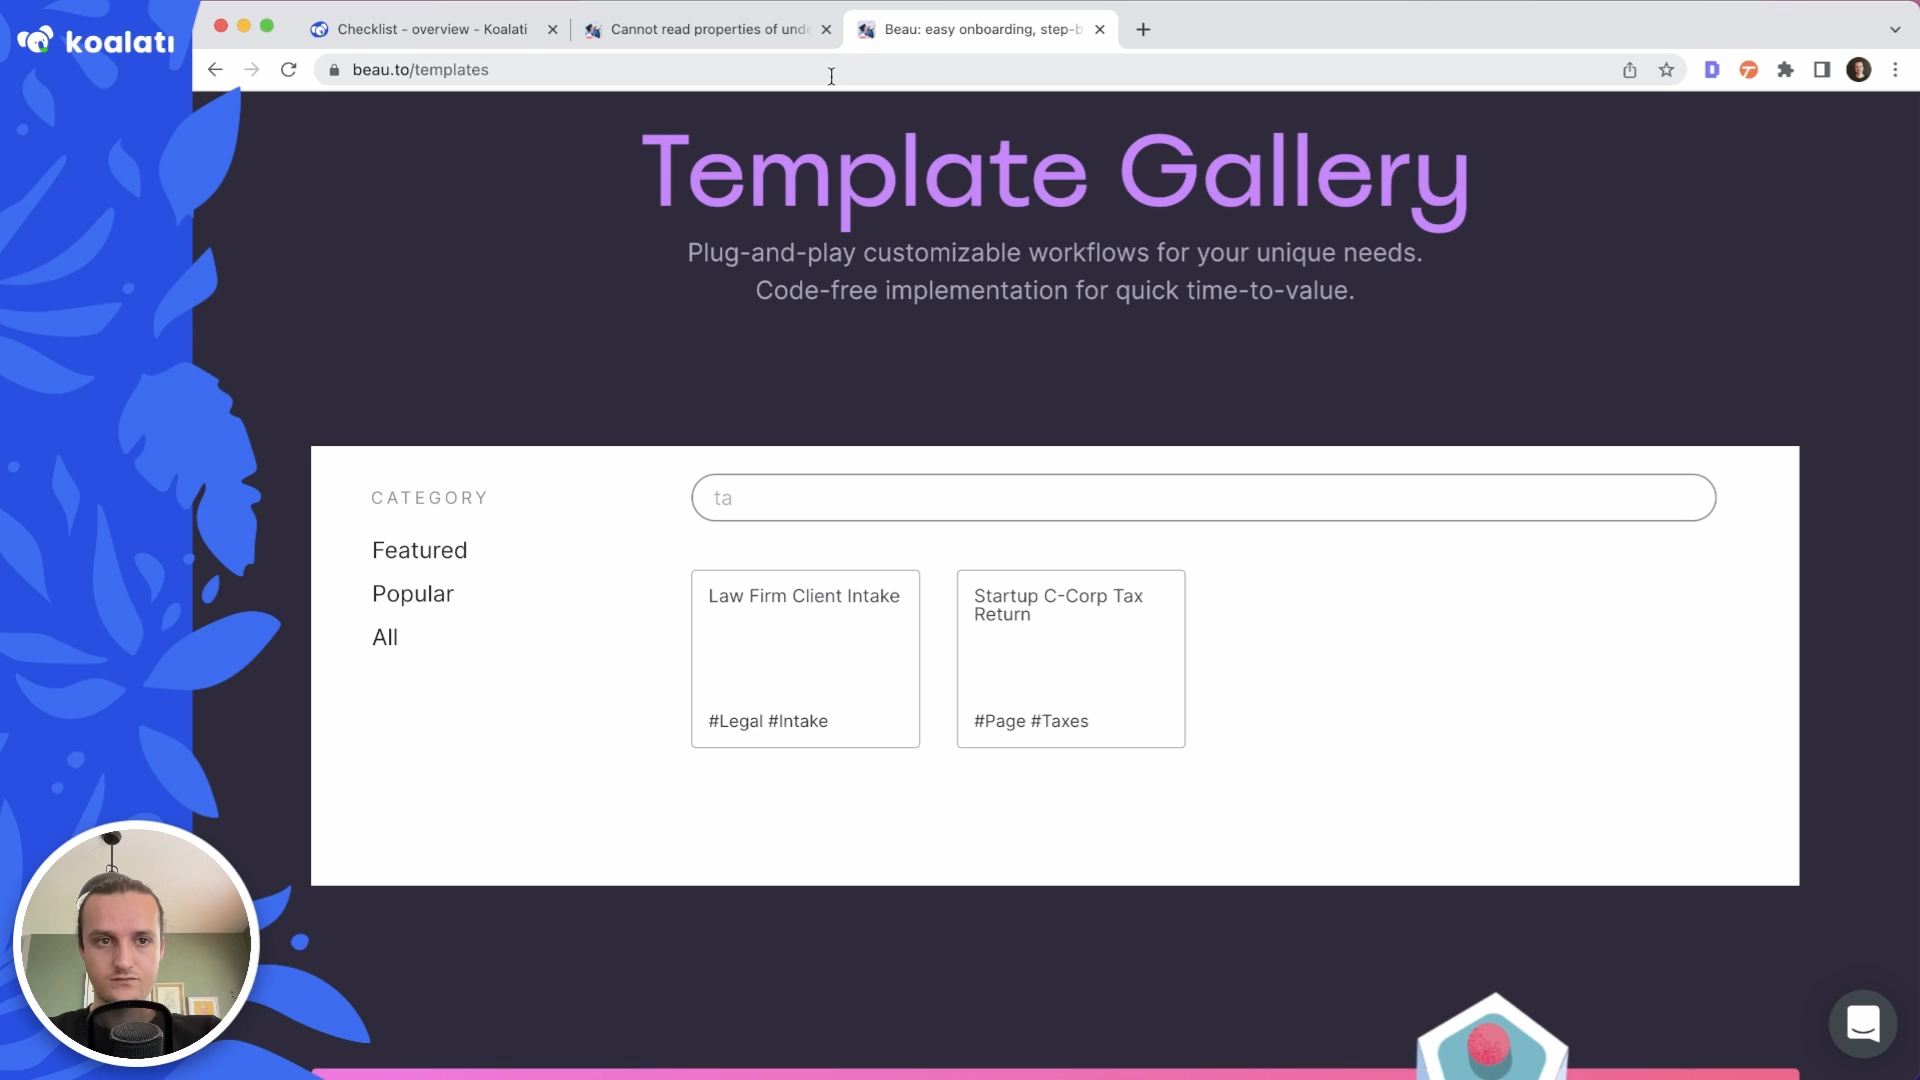 koalati
Checklist - overview - Koalati
Cannot read properties of unde
Beau: easy onboarding, step-b
beau.to/templates
Template Gallery
Plug-and-play customizable workflows for your unique needs.
Code-free implementation for quick time-to-value.
CATEGORY
ta
Featured
Popular
All
Law Firm Client Intake
#Legal #Intake
Startup C-Corp Tax
Return
#Page #Taxes